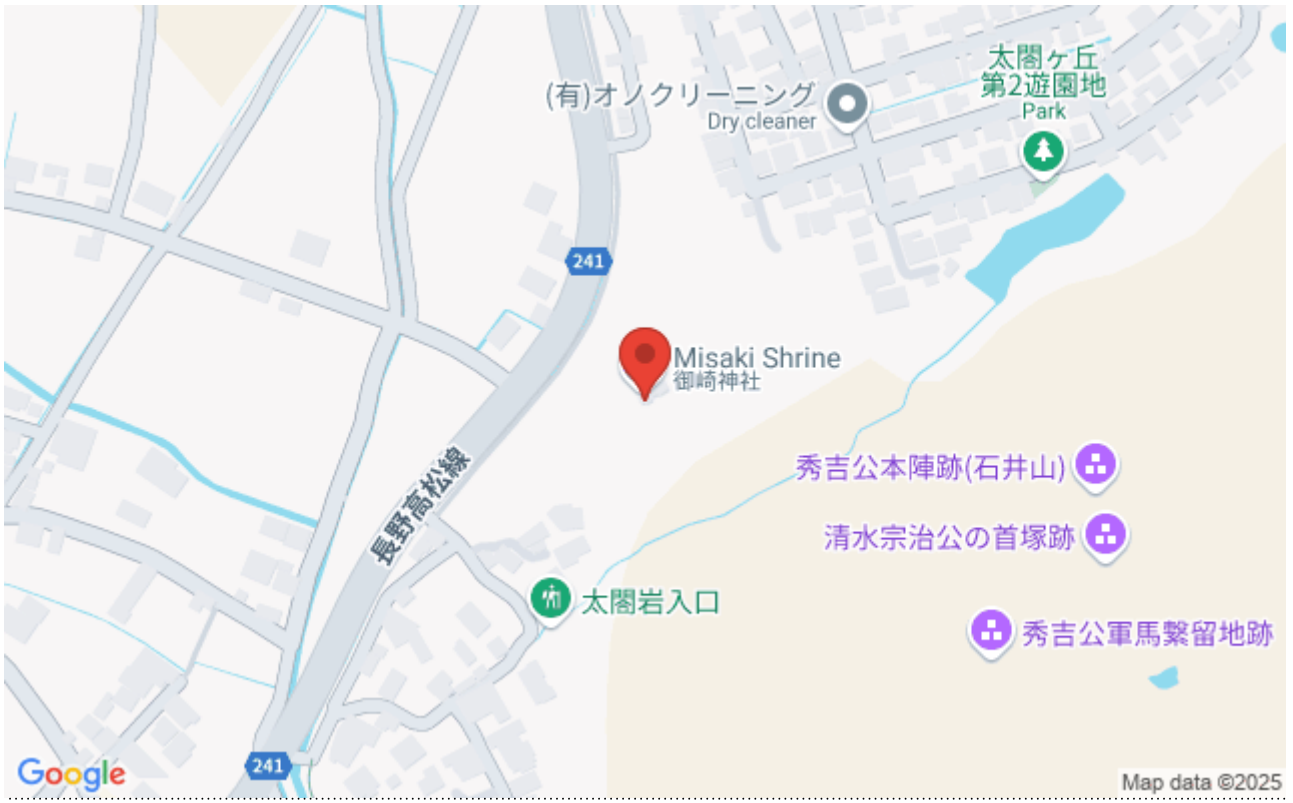 太閤ヶ丘
第2遊園地
Park
(有)オノクリーニング
Dry cleaner
241
Misaki Shrine
御崎神社
長野高松線
秀吉公本陣跡(石井山)
清水宗治公の首塚跡
太閤岩入口
秀吉公軍馬繋留地跡
241
Google
Map data ©2025